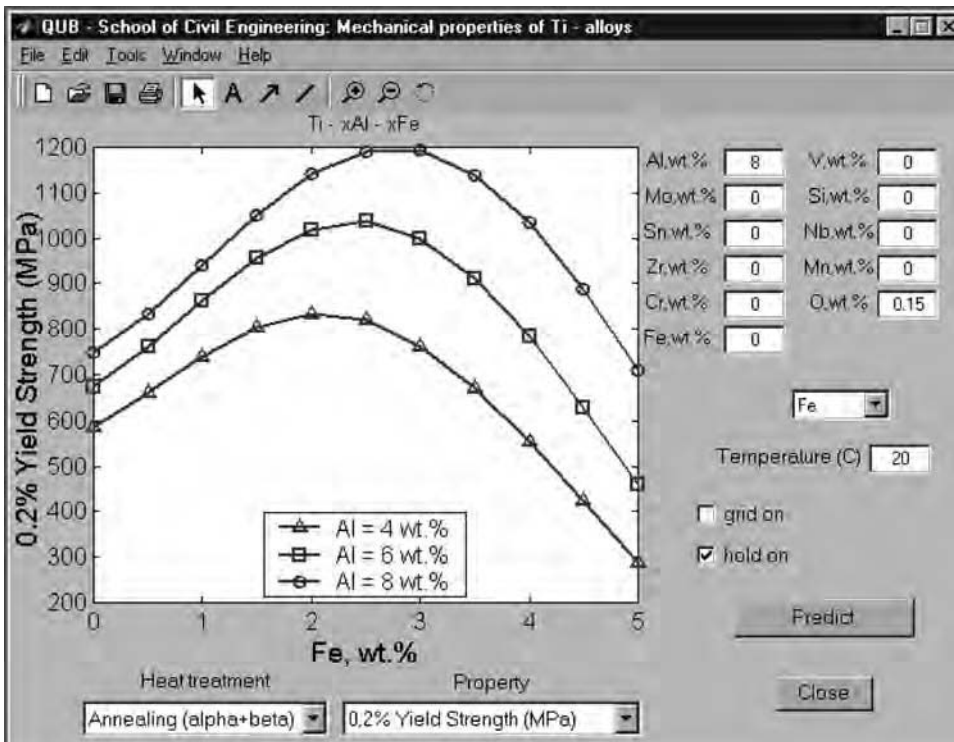 QUB - School of Civil Engineering: Mechanical properties of Ti - alloys
File Edit Tools Window Help
A
Ti - xAl - xFe
0.2% Yield Strength (MPa)
1200
1100
1000
900
800
700
600
500
400
300
200
0 1 2 3 4 5
Fe, wt.%
Al = 4 wt.%
Al = 6 wt.%
Al = 8 wt.%
Al,wt.% 8 V,wt.% 0
Mo,wt.% 0 Si,wt.% 0
Sn,wt.% 0 Nb,wt.% 0
Zr,wt.% 0 Mn,wt.% 0
Cr,wt.% 0 O,wt.% 0.15
Fe,wt.% 0
Fe
Temperature (C) 20
grid on
hold on
Predict
Close
Heat treatment Property
Annealing (alpha+beta) 0.2% Yield Strength (MPa)